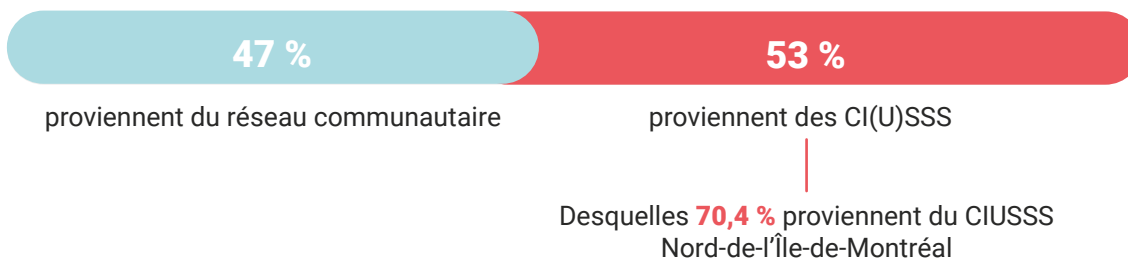 47 %
53 %
proviennent du réseau communautaire
proviennent des CI(U)SSS
Desquelles 70,4 % proviennent du CIUSSS
Nord-de-l'Île-de-Montréal